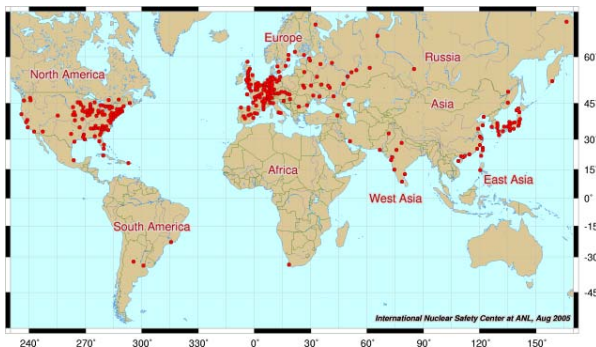 Europe
Russia
North America
Asia
Africa
East Asia
West Asia
South America
International Nuclear Safety Center at ANL, Aug 2005
60°
45°
30°
15°
0°
-15
-30
-45
240° 270° 300° 330° 0° 30° 60° 90° 120° 150°